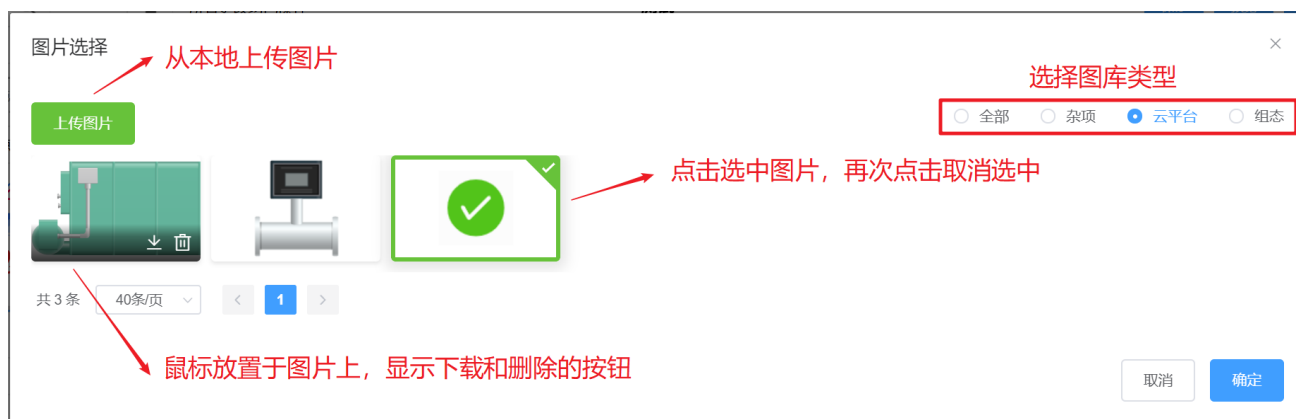 图片选择
从本地上传图片
选择图库类型
上传图片
全部 杂项 云平台 组态
点击选中图片，再次点击取消选中
共 3 条 40条/页 1
鼠标放置于图片上，显示下载和删除的按钮
取消 确定